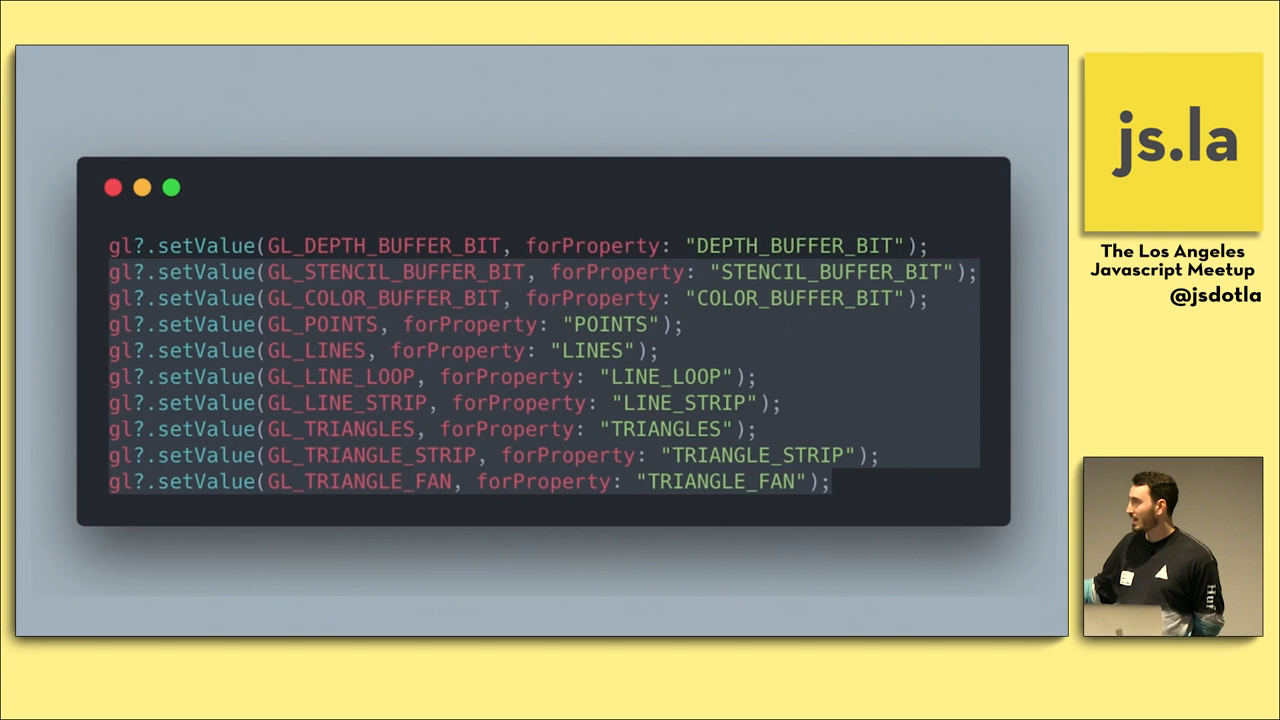 gl?.setValue(GL_DEPTH_BUFFER_BIT, forProperty: "DEPTH_BUFFER_BIT");
gl?.setValue(GL_STENCIL_BUFFER_BIT, forProperty: "STENCIL_BUFFER_BIT");
gl?.setValue(GL_COLOR_BUFFER_BIT, forProperty: "COLOR_BUFFER_BIT");
gl?.setValue(GL_POINTS, forProperty: "POINTS");
gl?.setValue(GL_LINES, forProperty: "LINES");
gl?.setValue(GL_LINE_LOOP, forProperty: "LINE_LOOP");
gl?.setValue(GL_LINE_STRIP, forProperty: "LINE_STRIP");
gl?.setValue(GL_TRIANGLES, forProperty: "TRIANGLES");
gl?.setValue(GL_TRIANGLE_STRIP, forProperty: "TRIANGLE_STRIP");
gl?.setValue(GL_TRIANGLE_FAN, forProperty: "TRIANGLE_FAN");
js.la
The Los Angeles
Javascript Meetup
@jsdotla